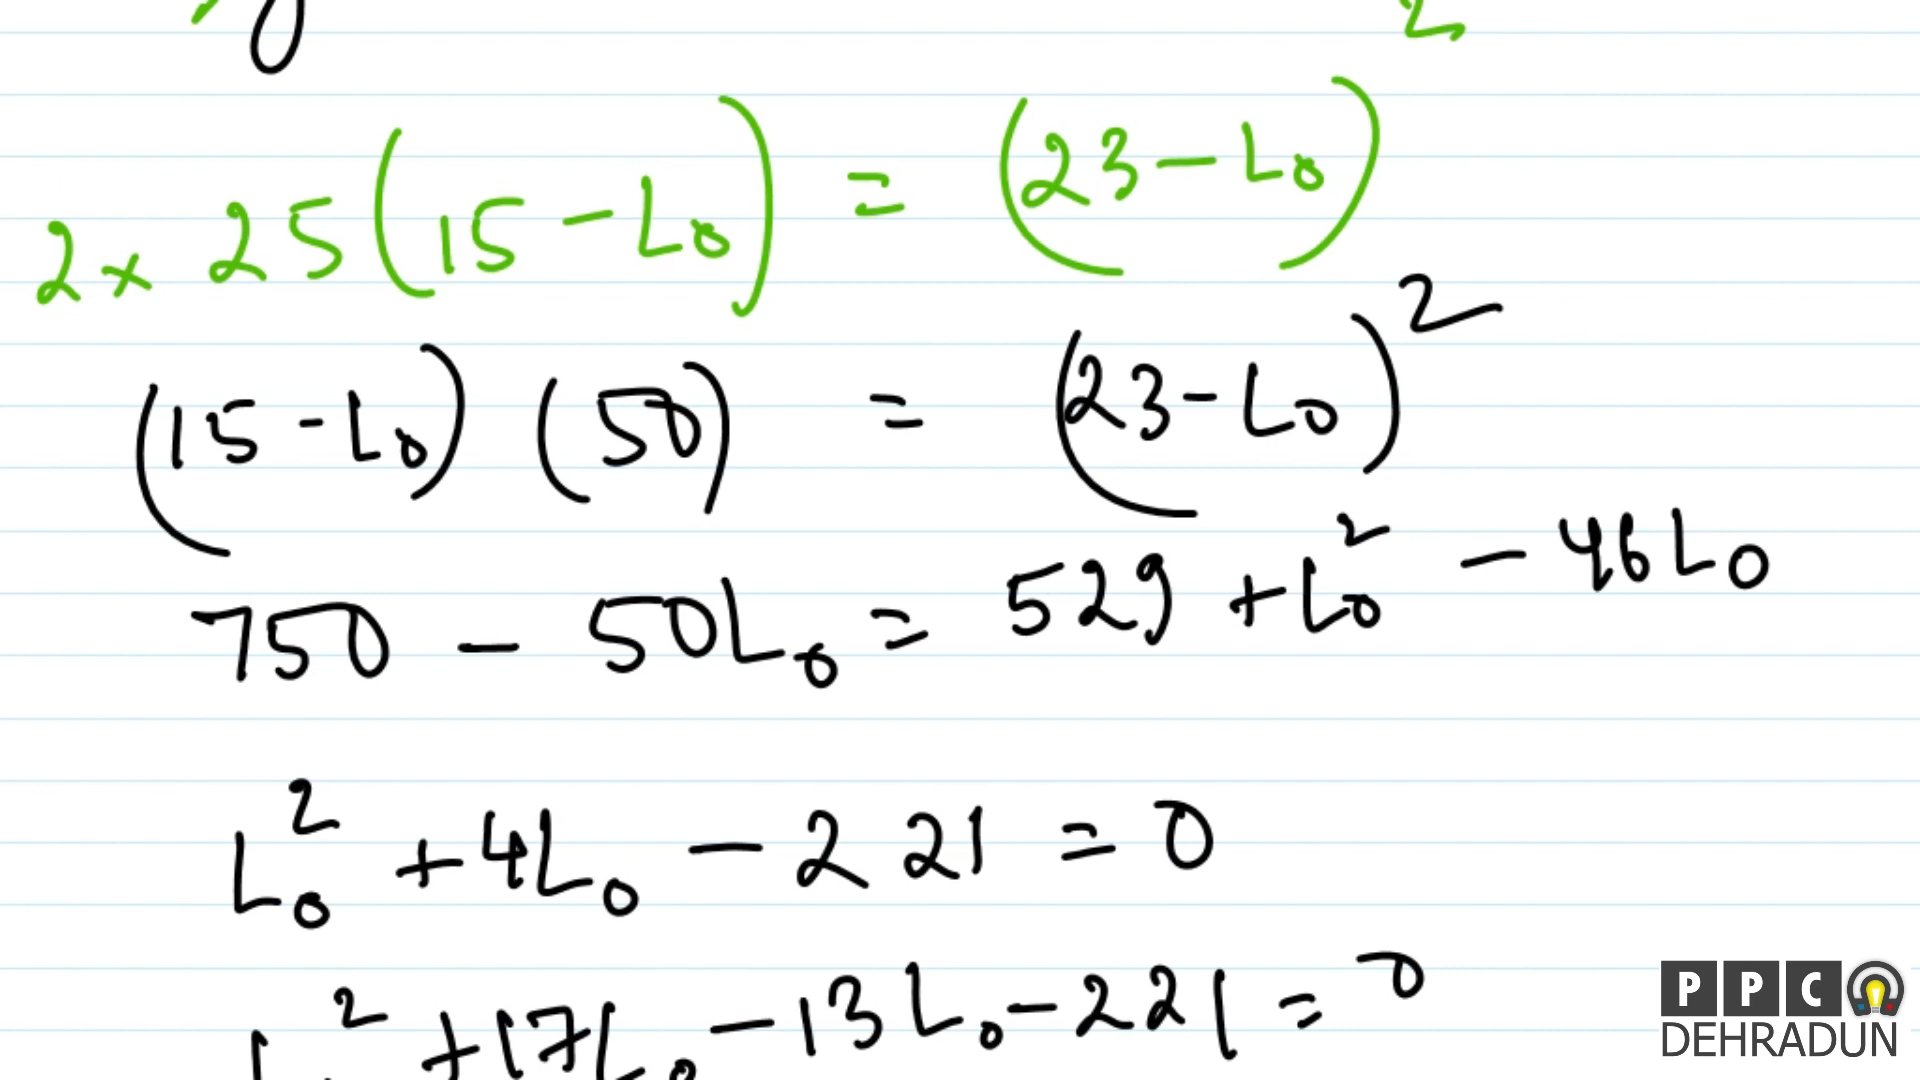 2 × 25(15 - L₀) = (23 - L₀)²
(15 - L₀) (50) = (23 - L₀)²
750 - 50L₀ = 529 + L₀² - 46L₀
L₀² + 4L₀ - 221 = 0
L₀² + 17L₀ - 13L₀ - 221 = 0
PPC
DEHRADUN